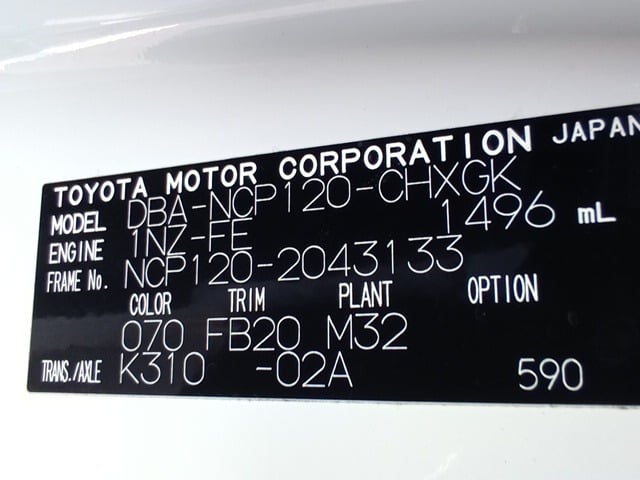 TOYOTA MOTOR CORPORATION JAPAN
MODEL DBA-NCP120-CHXGK
ENGINE 1NZ-FE 1496 mL
FRAME No. NCP120-2043133
COLOR TRIM PLANT OPTION
070 FB20 M32
TRANS./AXLE K310 -02A 590